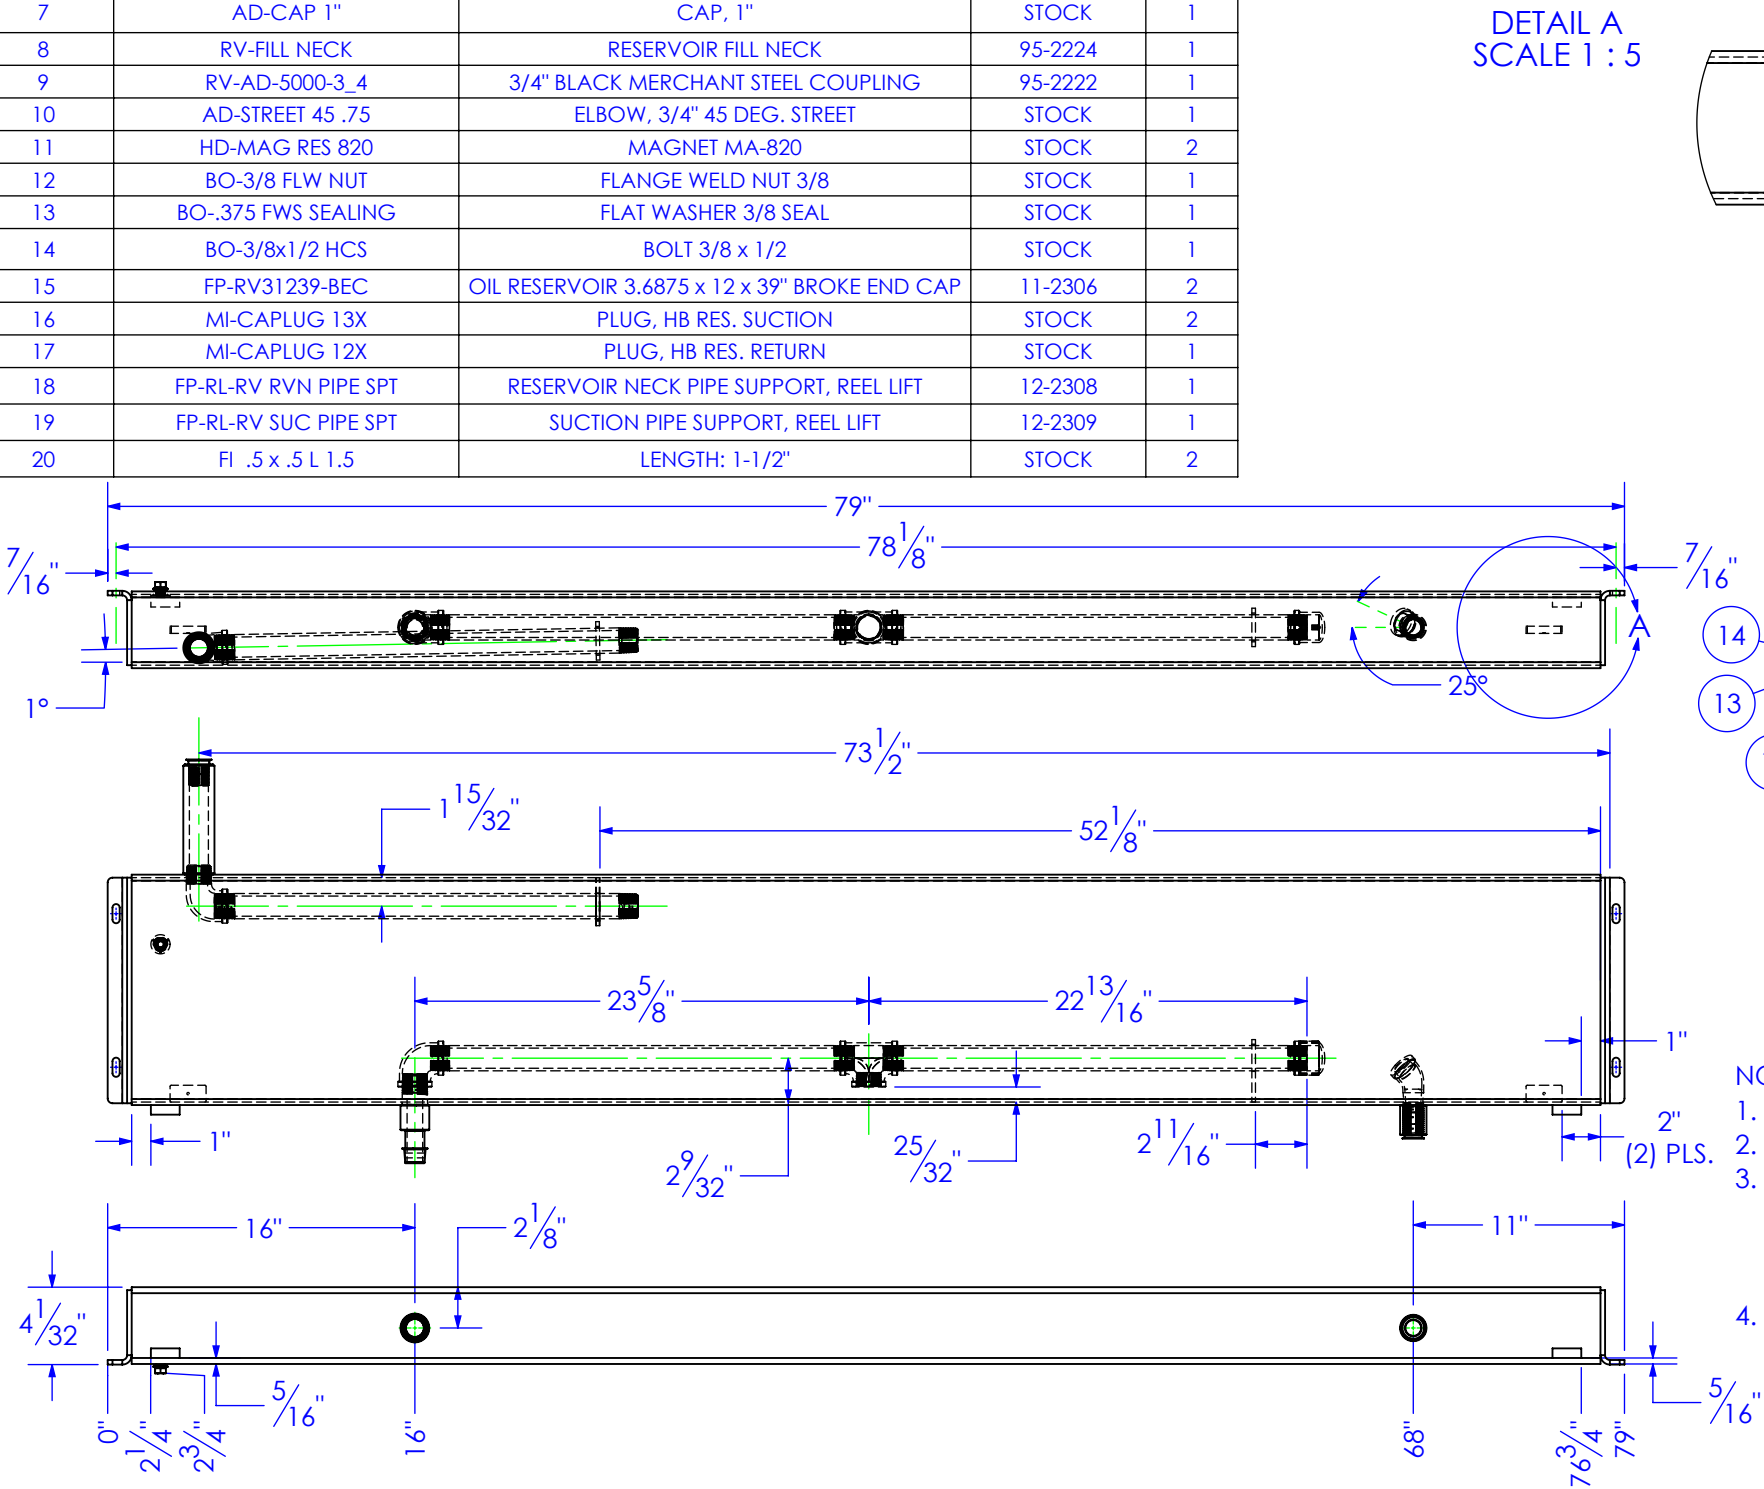 7 AD-CAP 1" CAP, 1" STOCK 1
8 RV-FILL NECK RESERVOIR FILL NECK 95-2224 1
9 RV-AD-5000-3_4 3/4" BLACK MERCHANT STEEL COUPLING 95-2222 1
10 AD-STREET 45 .75 ELBOW, 3/4" 45 DEG. STREET STOCK 1
11 HD-MAG RES 820 MAGNET MA-820 STOCK 2
12 BO-3/8 FLW NUT FLANGE WELD NUT 3/8 STOCK 1
13 BO-.375 FWS SEALING FLAT WASHER 3/8 SEAL STOCK 1
14 BO-3/8x1/2 HCS BOLT 3/8 x 1/2 STOCK 1
15 FP-RV31239-BEC OIL RESERVOIR 3.6875 x 12 x 39" BROKE END CAP 11-2306 2
16 MI-CAPLUG 13X PLUG, HB RES. SUCTION STOCK 2
17 MI-CAPLUG 12X PLUG, HB RES. RETURN STOCK 1
18 FP-RL-RV RVN PIPE SPT RESERVOIR NECK PIPE SUPPORT, REEL LIFT 12-2308 1
19 FP-RL-RV SUC PIPE SPT SUCTION PIPE SUPPORT, REEL LIFT 12-2309 1
20 FI .5 x .5 L 1.5 LENGTH: 1-1/2" STOCK 2
DETAIL A
SCALE 1 : 5
79"
78 1/8"
7/16"
7/16"
A
14
1°
25°
13
73 1/2"
1 15/32"
52 1/8"
23 5/8"
22 13/16"
1"
1.
1"
2 9/32"
25/32"
2 11/16"
2"
(2) PLS.
2.
3.
16"
2 1/8"
11"
4 1/32"
4.
5/16"
5/16"
0"
2 1/4"
2 3/4"
16"
68"
76 3/4"
79"